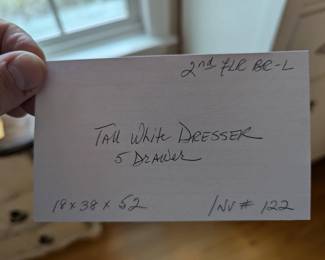 2nd FLR BR-L
Tall White DRESSER
5 DRAWER
18 x 38 x 52
INV # 122